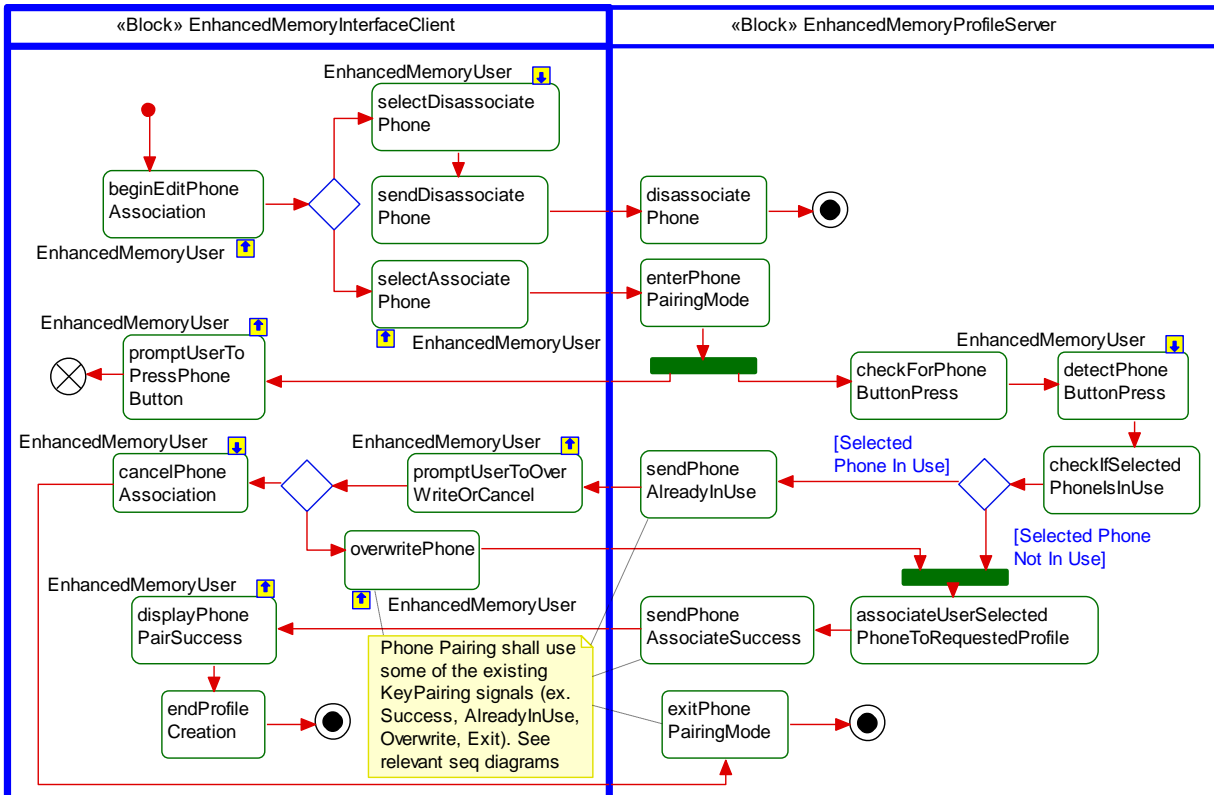 «Block» EnhancedMemoryInterfaceClient
«Block» EnhancedMemoryProfileServer
EnhancedMemoryUser
selectDisassociate
Phone
beginEditPhone
Association
EnhancedMemoryUser
sendDisassociate
Phone
disassociate
Phone
selectAssociate
Phone
EnhancedMemoryUser
enterPhone
PairingMode
EnhancedMemoryUser
promptUserTo
PressPhone
Button
checkForPhone
ButtonPress
EnhancedMemoryUser
detectPhone
ButtonPress
EnhancedMemoryUser
cancelPhone
Association
EnhancedMemoryUser
promptUserToOver
WriteOrCancel
sendPhone
AlreadyInUse
[Selected
Phone In Use]
checkIfSelected
PhoneIsInUse
[Selected Phone
Not In Use]
overwritePhone
EnhancedMemoryUser
EnhancedMemoryUser
displayPhone
PairSuccess
sendPhone
AssociateSuccess
associateUserSelected
PhoneToRequestedProfile
Phone Pairing shall use
some of the existing
KeyPairing signals (ex.
Success, AlreadyInUse,
Overwrite, Exit). See
relevant seq diagrams
endProfile
Creation
exitPhone
PairingMode